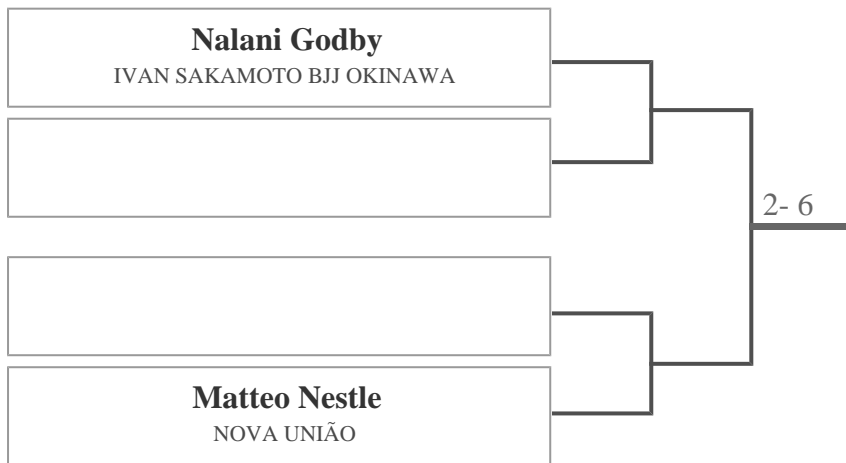 Nalani Godby
IVAN SAKAMOTO BJJ OKINAWA
2- 6
Matteo Nestle
NOVA UNIÃO